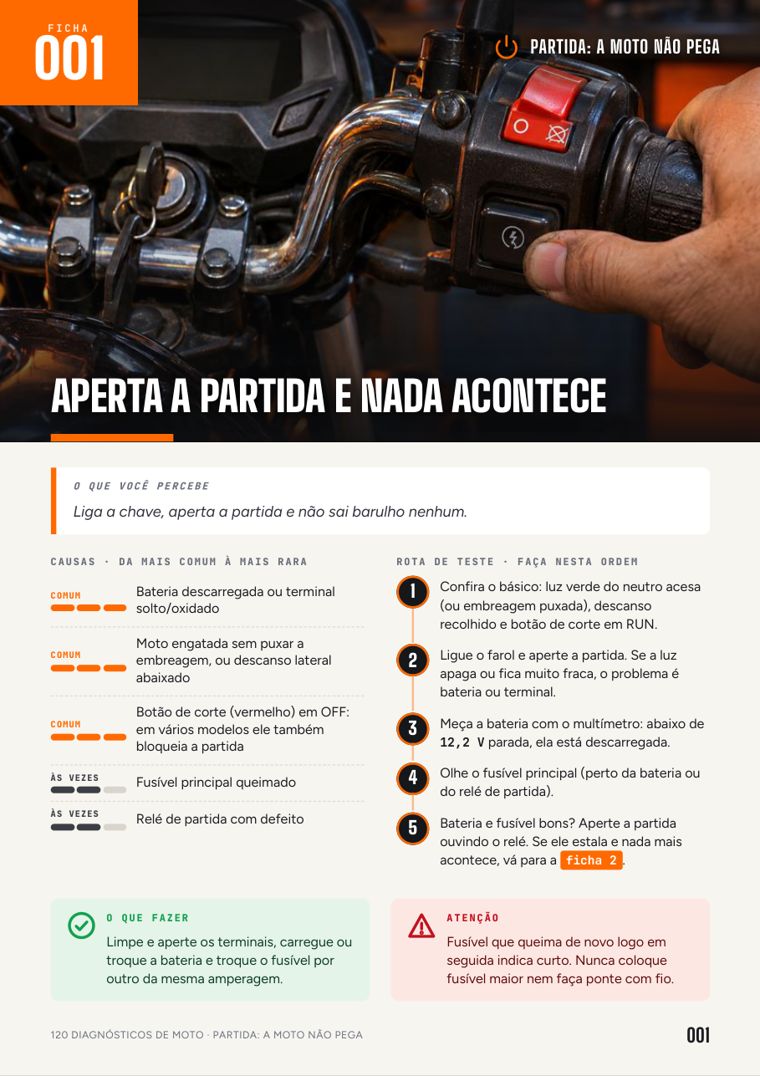 FICHA
001
PARTIDA: A MOTO NÃO PEGA
APERTA A PARTIDA E NADA ACONTECE
O QUE VOCÊ PERCEBE
Liga a chave, aperta a partida e não sai barulho nenhum.
CAUSAS · DA MAIS COMUM À MAIS RARA
COMUM
Bateria descarregada ou terminal
solto/oxidado
COMUM
Moto engatada sem puxar a
embreagem, ou descanso lateral
abaixado
COMUM
Botão de corte (vermelho) em OFF:
em vários modelos ele também
bloqueia a partida
ÀS VEZES
Fusível principal queimado
ÀS VEZES
Relé de partida com defeito
ROTA DE TESTE · FAÇA NESTA ORDEM
1
Confira o básico: luz verde do neutro acesa
(ou embreagem puxada), descanso
recolhido e botão de corte em RUN.
2
Ligue o farol e aperte a partida. Se a luz
apaga ou fica muito fraca, o problema é
bateria ou terminal.
3
Meça a bateria com o multímetro: abaixo de
12,2 V parada, ela está descarregada.
4
Olhe o fusível principal (perto da bateria ou
do relé de partida).
5
Bateria e fusível bons? Aperte a partida
ouvindo o relé. Se ele estala e nada mais
acontece, vá para a ficha 2.
O QUE FAZER
Limpe e aperte os terminais, carregue ou
troque a bateria e troque o fusível por
outro da mesma amperagem.
ATENÇÃO
Fusível que queima de novo logo em
seguida indica curto. Nunca coloque
fusível maior nem faça ponte com fio.
120 DIAGNÓSTICOS DE MOTO · PARTIDA: A MOTO NÃO PEGA
001